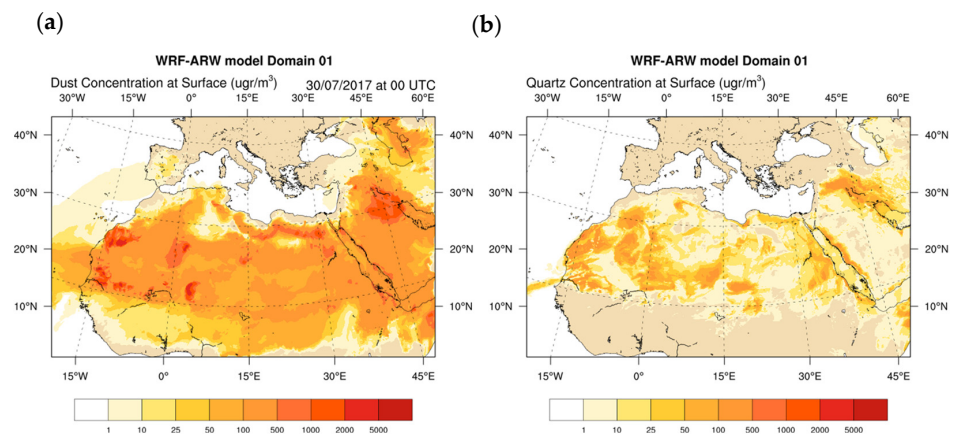 (a)
WRF-ARW model Domain 01
Dust Concentration at Surface (ugr/m³) 30/07/2017 at 00 UTC
30°W 15°W 0° 15°E 30°E 45°E 60°E
40°N 40°N
30°N 30°N
20°N 20°N
10°N 10°N
15°W 0° 15°E 30°E 45°E
1 10 25 50 100 500 1000 2000 5000
(b)
WRF-ARW model Domain 01
Quartz Concentration at Surface (ugr/m³)
30°W 15°W 0° 15°E 30°E 45°E 60°E
40°N 40°N
30°N 30°N
20°N 20°N
10°N 10°N
15°W 0° 15°E 30°E 45°E
1 10 25 50 100 500 1000 2000 5000